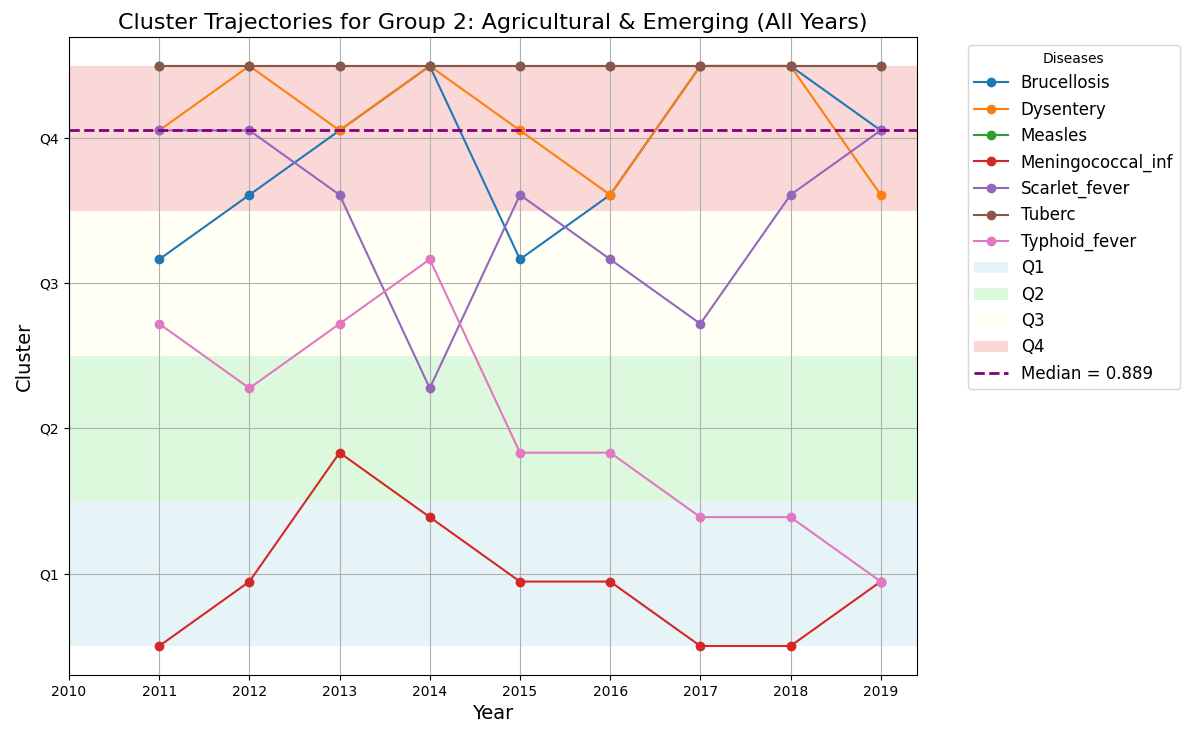 Cluster Trajectories for Group 2: Agricultural & Emerging (All Years)
Cluster
Q4
Q3
Q2
Q1
2010 2011 2012 2013 2014 2015 2016 2017 2018 2019
Year
Diseases
Brucellosis
Dysentery
Measles
Meningococcal_inf
Scarlet_fever
Tuberc
Typhoid_fever
Q1
Q2
Q3
Q4
Median = 0.889